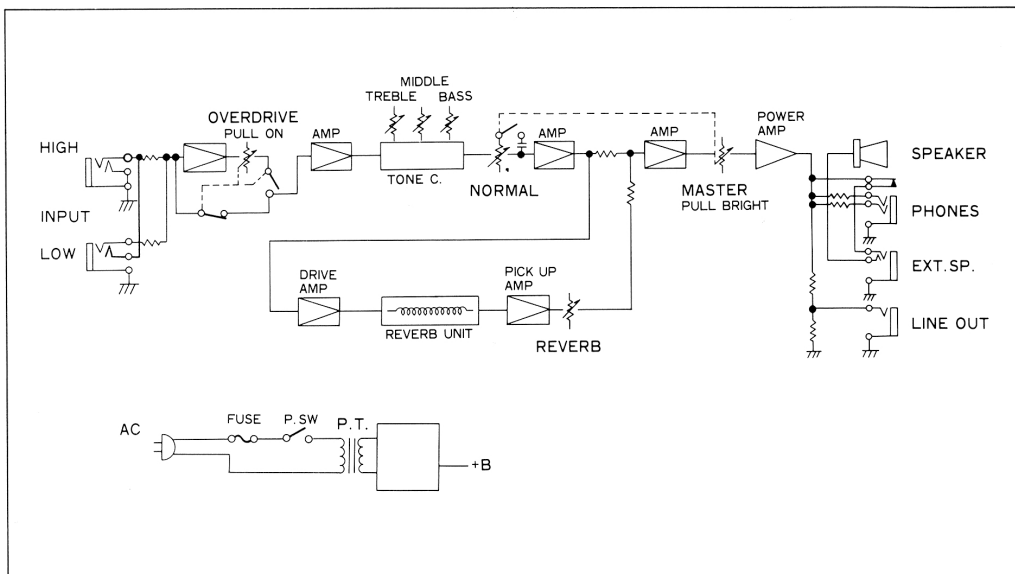 HIGH
INPUT
LOW
OVERDRIVE
PULL ON
AMP
MIDDLE
TREBLE
BASS
TONE C.
NORMAL
AMP
AMP
MASTER
PULL BRIGHT
POWER
AMP
SPEAKER
PHONES
EXT.SP.
LINE OUT
DRIVE
AMP
REVERB UNIT
PICK UP
AMP
REVERB
AC
FUSE
P.SW
P.T.
+B